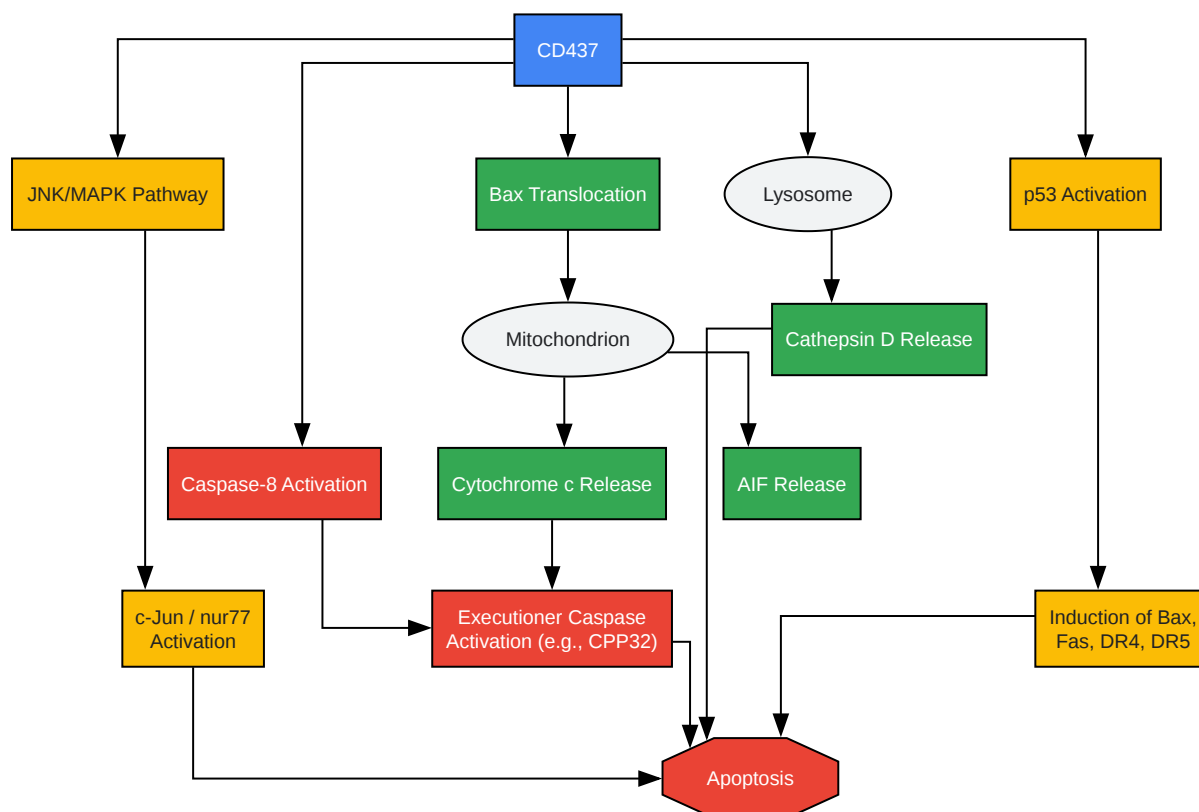 CD437
JNK/MAPK Pathway
Bax Translocation
Lysosome
p53 Activation
Mitochondrion
Cathepsin D Release
Caspase-8 Activation
Cytochrome c Release
AIF Release
c-Jun / nur77
Activation
Executioner Caspase
Activation (e.g., CPP32)
Induction of Bax,
Fas, DR4, DR5
Apoptosis